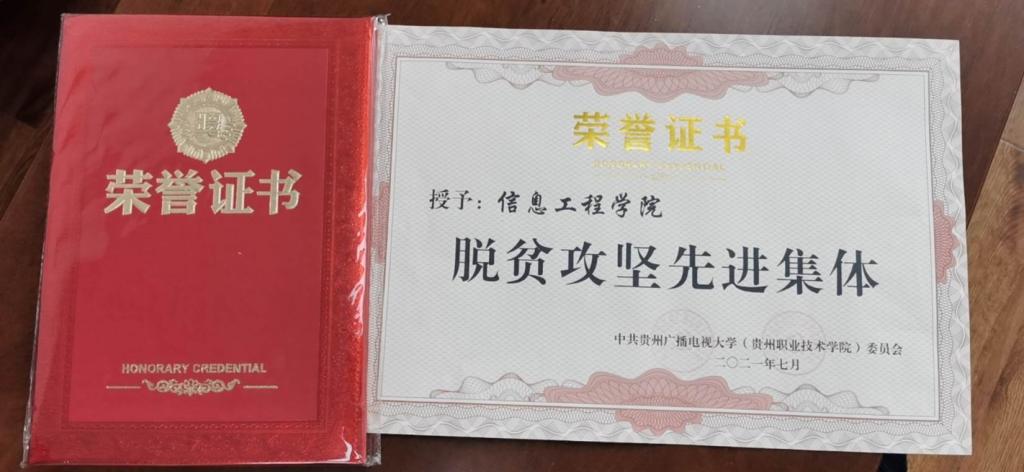 荣誉证书
HONORARY CREDENTIAL
荣誉证书
HONORARY CREDENTIAL
授予：信息工程学院
脱贫攻坚先进集体
中共贵州广播电视大学（贵州职业技术学院）委员会
二〇二一年七月